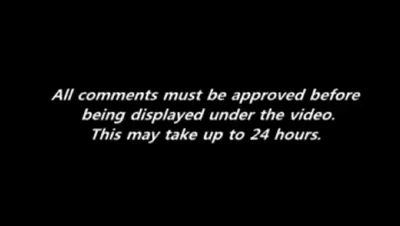 All comments must be approved before
being displayed under the video.
This may take up to 24 hours.